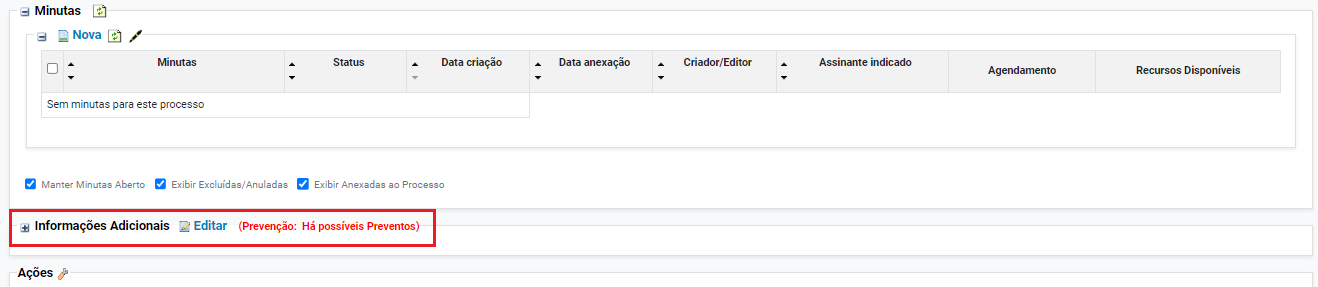 Minutas
Nova
Minutas Status Data criação Data anexação Criador/Editor Assinante indicado Agendamento Recursos Disponíveis
Sem minutas para este processo
Manter Minutas Aberto Exibir Excluídas/Anuladas Exibir Anexadas ao Processo
Informações Adicionais Editar (Prevenção: Há possíveis Preventos)
Ações